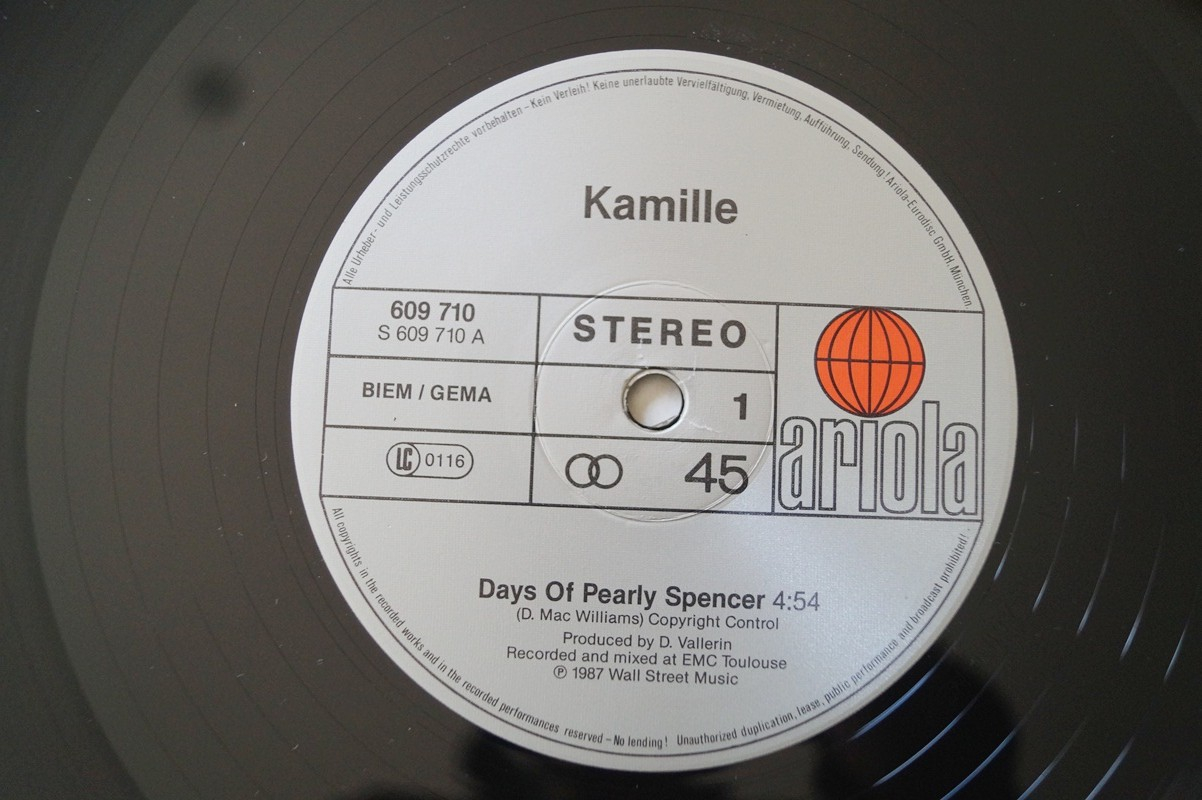 Alle Urheber- und Leistungsschutzrechte vorbehalten – Kein Verleih! Keine unerlaubte Vervielfältigung, Vermietung, Aufführung, Sendung! Ariola-Eurodisc GmbH, München
Kamille
609 710
S 609 710 A
STEREO
BIEM / GEMA
1
LC 0116
45
ariola
Days Of Pearly Spencer 4:54
(D. Mac Williams) Copyright Control
Produced by D. Vallerin
Recorded and mixed at EMC Toulouse
℗ 1987 Wall Street Music
All copyrights in the recorded works and in the recorded performances reserved – No lending! Unauthorized duplication, lease, public performance and broadcast prohibited!